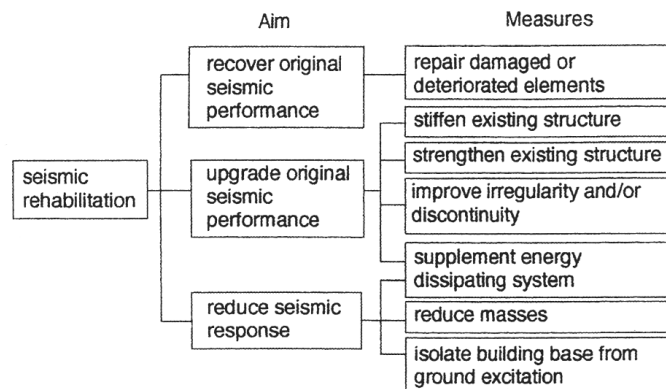 Aim
Measures
seismic
rehabilitation
recover original
seismic
performance
repair damaged or
deteriorated elements
upgrade original
seismic
performance
stiffen existing structure
strengthen existing structure
improve irregularity and/or
discontinuity
supplement energy
dissipating system
reduce seismic
response
reduce masses
isolate building base from
ground excitation